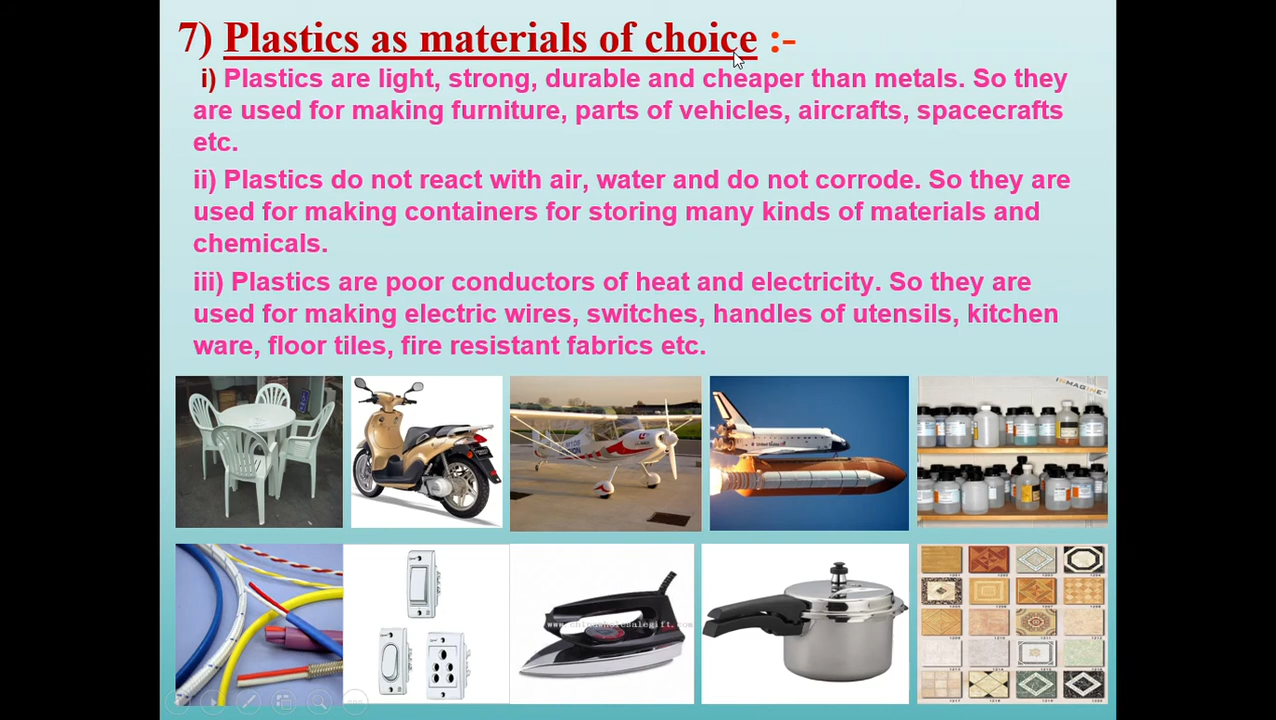 7) Plastics as materials of choice :-
i) Plastics are light, strong, durable and cheaper than metals. So they
are used for making furniture, parts of vehicles, aircrafts, spacecrafts
etc.
ii) Plastics do not react with air, water and do not corrode. So they are
used for making containers for storing many kinds of materials and
chemicals.
iii) Plastics are poor conductors of heat and electricity. So they are
used for making electric wires, switches, handles of utensils, kitchen
ware, floor tiles, fire resistant fabrics etc.
INMAGINE
United States